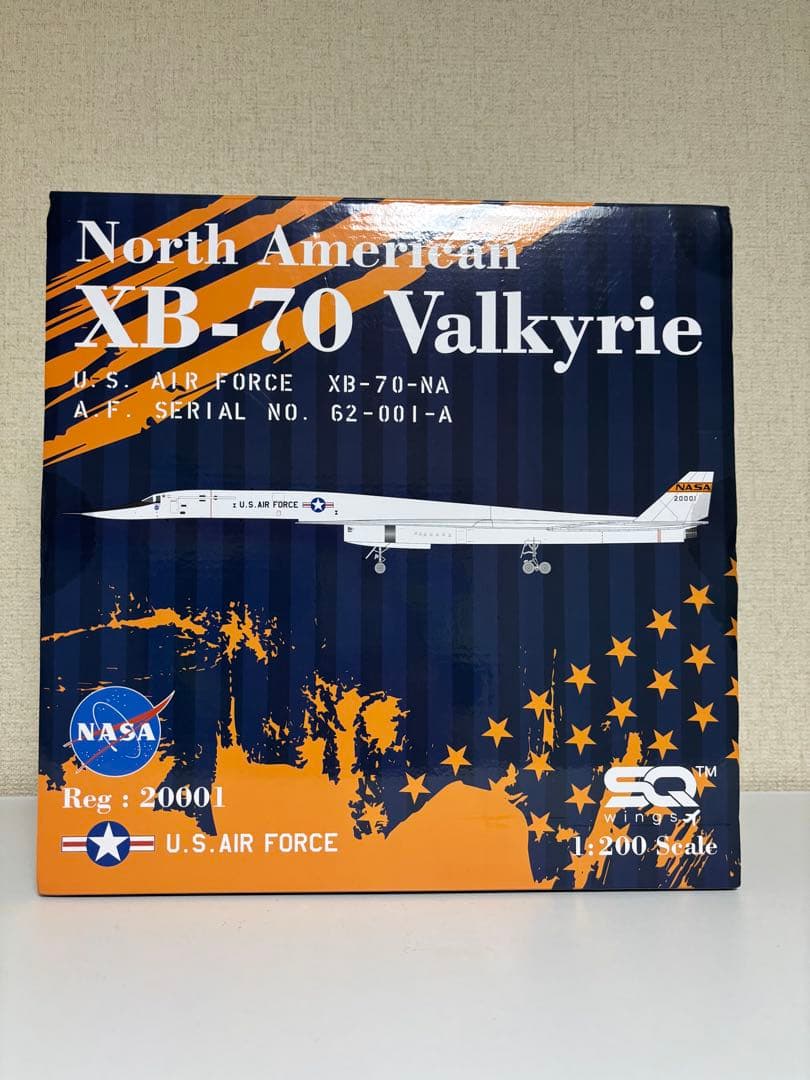 North American
XB-70 Valkyrie
U.S. AIR FORCE XB-70-NA
A.F. SERIAL NO. 62-001-A
U.S. AIR FORCE
NASA
20001
NASA
Reg : 20001
U.S. AIR FORCE
SQ™
wings
1:200 Scale